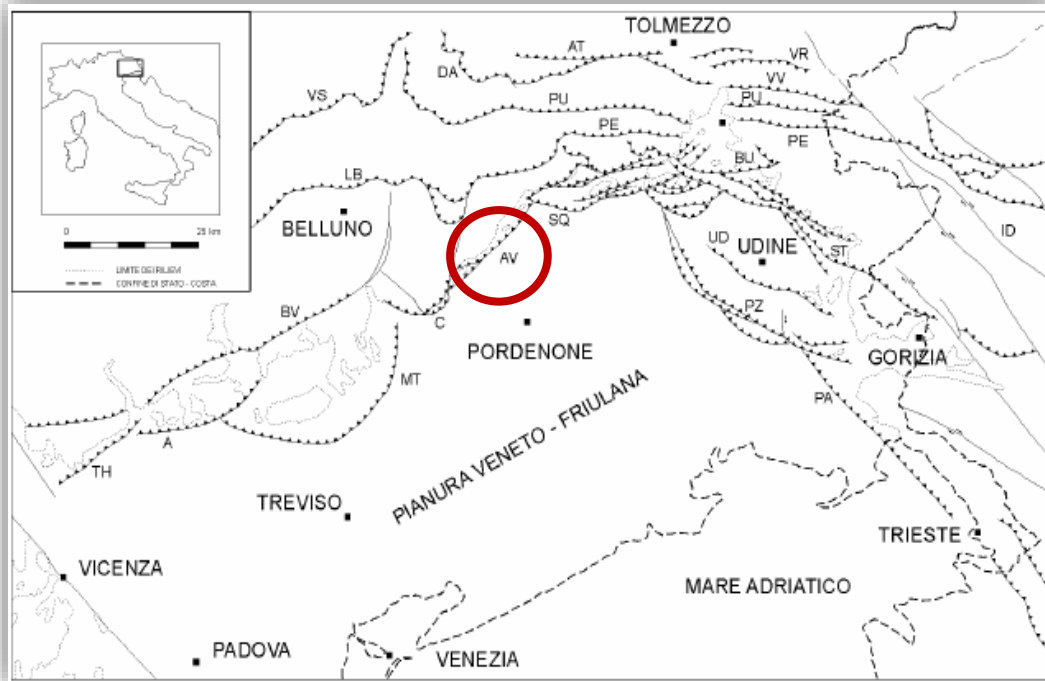 TOLMEZZO
AT
VR
DA
VV
VS
PU
PU
PE
PE
BU
LB
BELLUNO
SQ
ID
UD
UDINE
ST
AV
0
25 km
LIMITE DEI RILIEVI
CONFINE DI STATO - COSTA
BV
C
PZ
PORDENONE
GORIZIA
MT
PA
A
PIANURA VENETO - FRIULANA
TH
TREVISO
TRIESTE
VICENZA
MARE ADRIATICO
PADOVA
VENEZIA